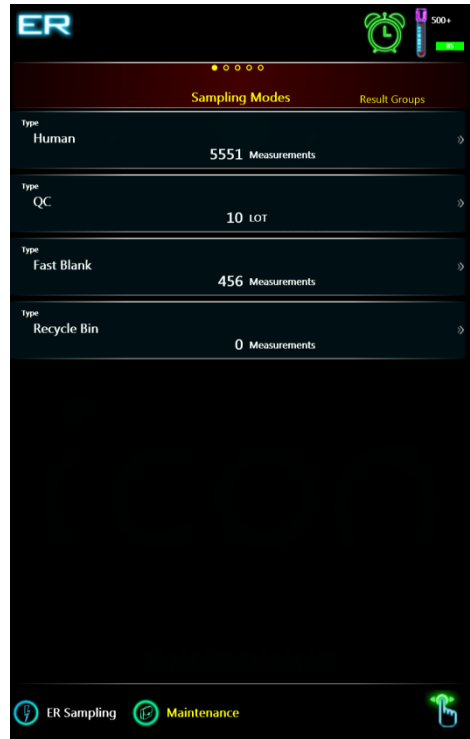 ER
500+
85
Sampling Modes
Result Groups
Type
Human
5551 Measurements
Type
QC
10 LOT
Type
Fast Blank
456 Measurements
Type
Recycle Bin
0 Measurements
ER Sampling
Maintenance